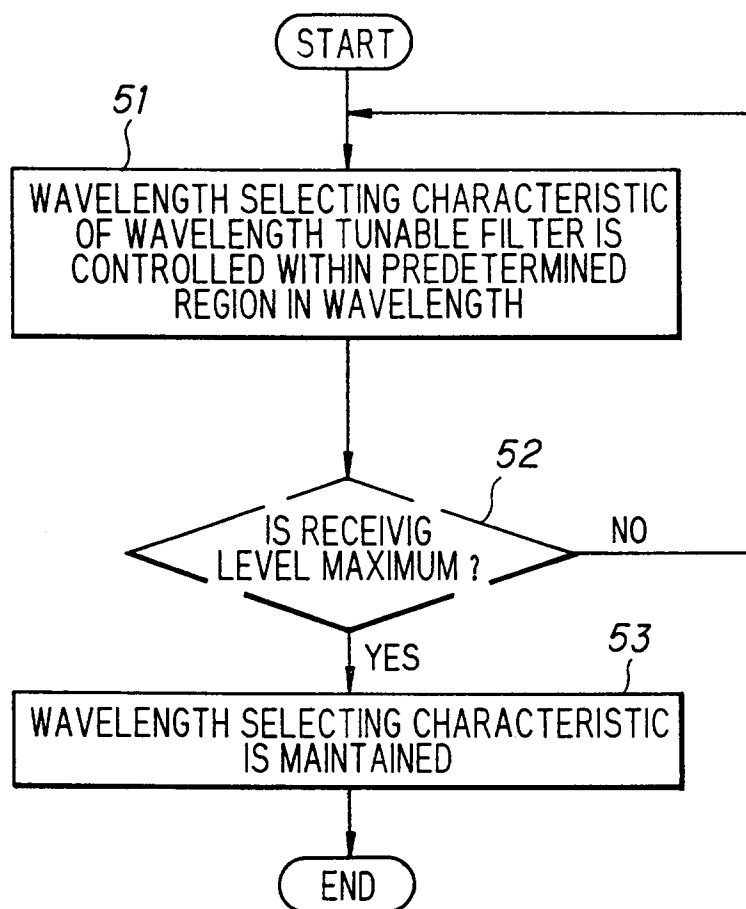 START
51
WAVELENGTH SELECTING CHARACTERISTIC
OF WAVELENGTH TUNABLE FILTER IS
CONTROLLED WITHIN PREDETERMINED
REGION IN WAVELENGTH
52
IS RECEIVIG
LEVEL MAXIMUM ?
NO
YES
53
WAVELENGTH SELECTING CHARACTERISTIC
IS MAINTAINED
END